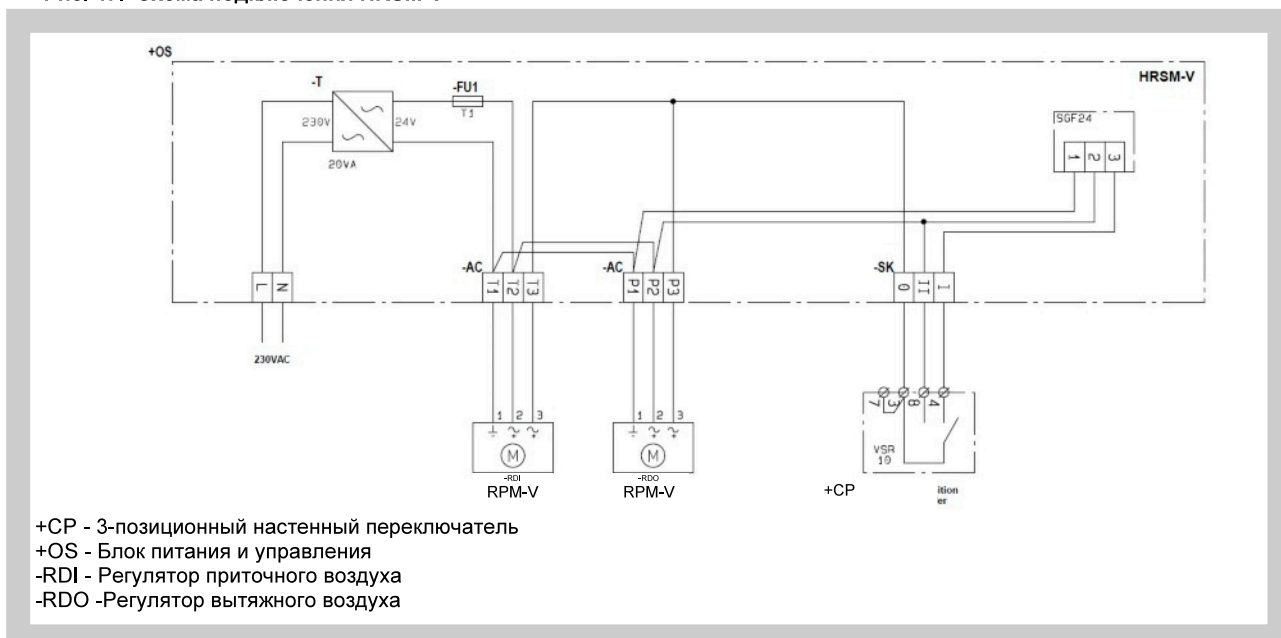 +OS
HRSM-V
-T
-FU1
T1
230V
24V
20VA
SGF24
1 2 3
-AC
-AC
-SK
L N
T1 T2 T3
P1 P2 P3
0 II I
230VAC
1 2 3
1 2 3
7 3 8 4
M
M
VSR
10
-RDI
-RDO
RPM-V
RPM-V
+CP
ition
er
+CP - 3-позиционный настенный переключатель
+OS - Блок питания и управления
-RDI - Регулятор приточного воздуха
-RDO -Регулятор вытяжного воздуха